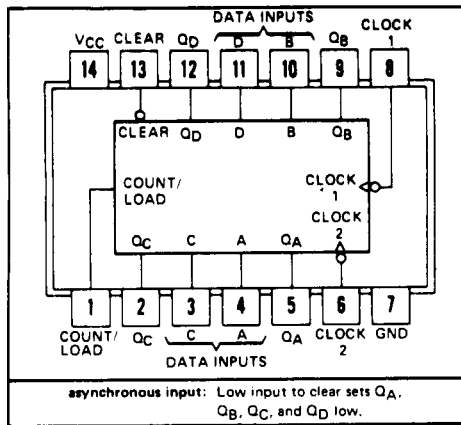 DATA INPUTS
VCC CLEAR QD D B QB CLOCK 1
14 13 12 11 10 9 8
CLEAR QD D B QB
COUNT/
LOAD
CLOCK
1
CLOCK
2
QC C A QA
1 2 3 4 5 6 7
COUNT/
LOAD
QC C A QA CLOCK
2
GND
DATA INPUTS
asynchronous input: Low input to clear sets QA,
QB, QC, and QD low.